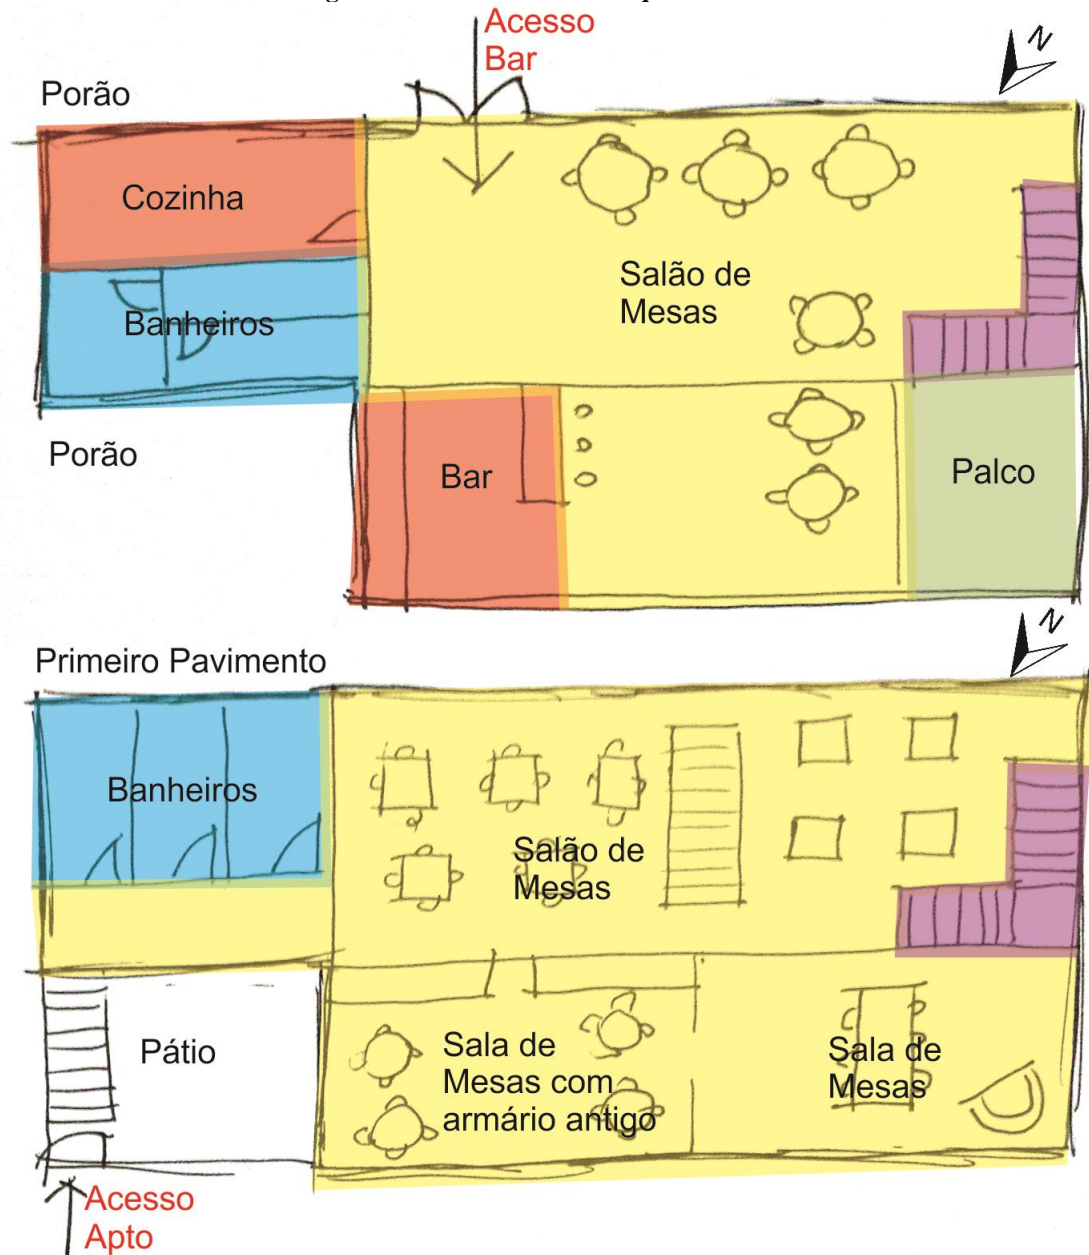 Acesso
Bar
N
Porão
Cozinha
Salão de
Mesas
Banheiros
Porão
Bar
Palco
N
Primeiro Pavimento
Banheiros
Salão de
Mesas
Pátio
Sala de
Mesas com
armário antigo
Sala de
Mesas
Acesso
Apto